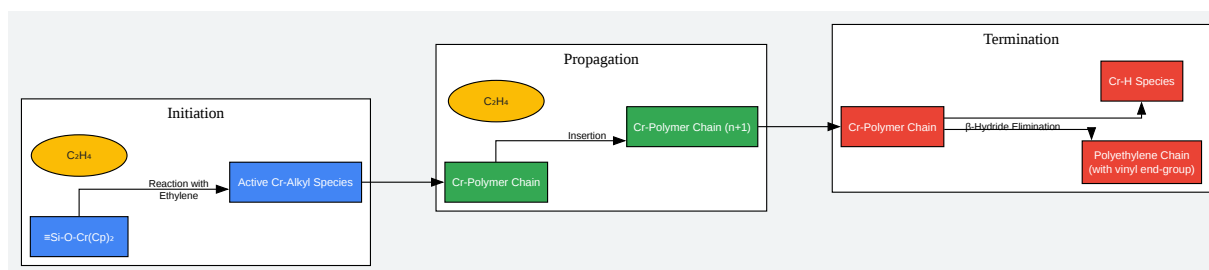 Initiation
C₂H₄
Reaction with
Ethylene
Active Cr-Alkyl Species
≡Si-O-Cr(Cp)₂
Propagation
C₂H₄
Insertion
Cr-Polymer Chain (n+1)
Cr-Polymer Chain
Termination
Cr-H Species
Cr-Polymer Chain
β-Hydride Elimination
Polyethylene Chain
(with vinyl end-group)